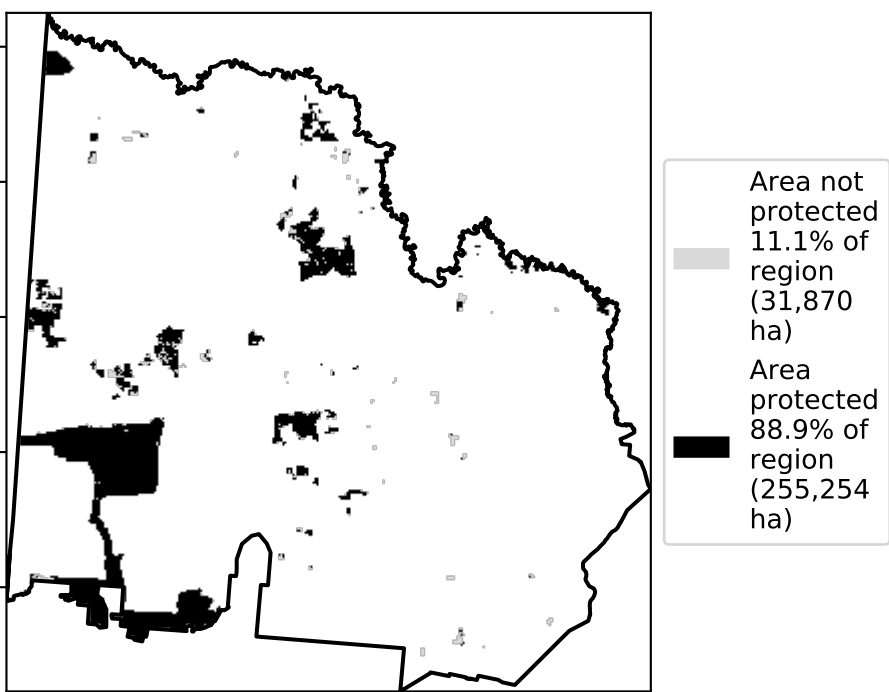 Area not
protected
11.1% of
region
(31,870
ha)
Area
protected
88.9% of
region
(255,254
ha)